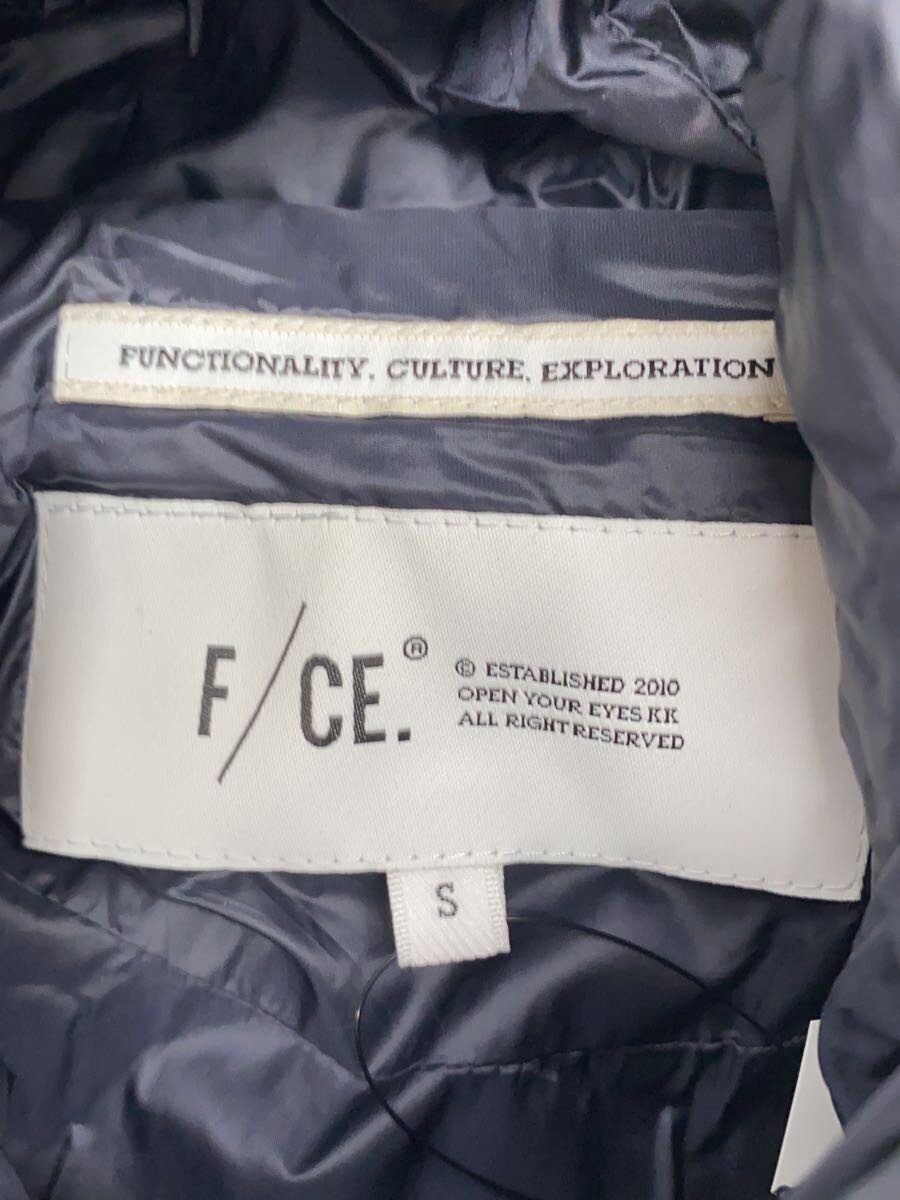 FUNCTIONALITY. CULTURE. EXPLORATION
F/CE.®
© ESTABLISHED 2010
OPEN YOUR EYES KK
ALL RIGHT RESERVED
S